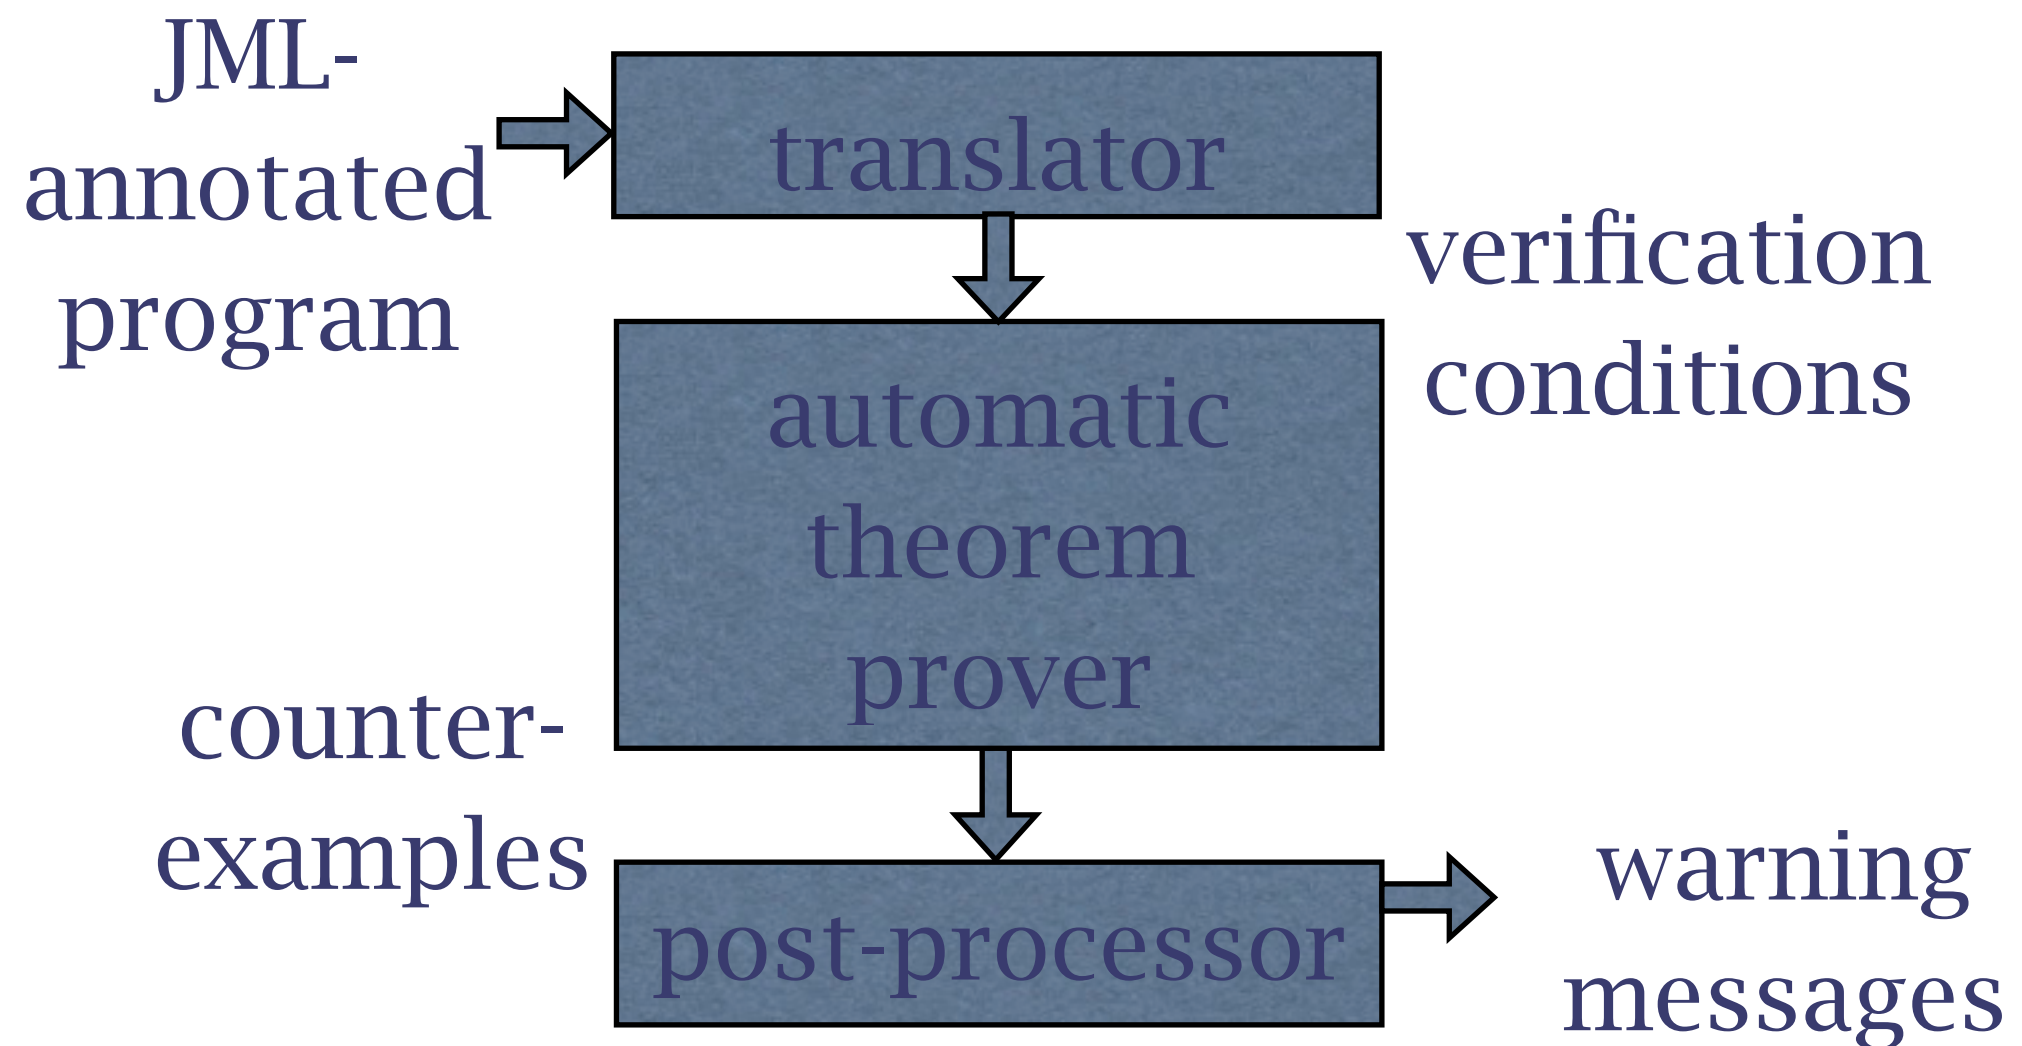 JML-
annotated
program
translator
verification
conditions
automatic
theorem
prover
counter-
examples
post-processor
warning
messages